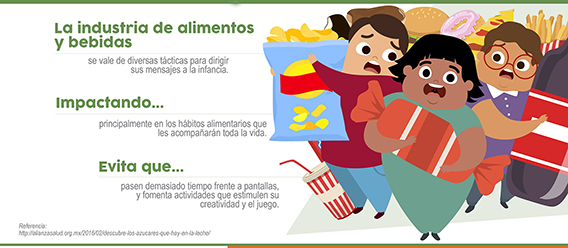 La industria de alimentos
y bebidas
se vale de diversas tácticas para dirigir
sus mensajes a la infancia.
Impactando...
principalmente en los hábitos alimentarios que
les acompañarán toda la vida.
Evita que...
pasen demasiado tiempo frente a pantallas,
y fomenta actividades que estimulen su
creatividad y el juego.
Referencia:
http://alianzasalud.org.mx/2016/02/descubre-los-azucares-que-hay-en-la-leche/